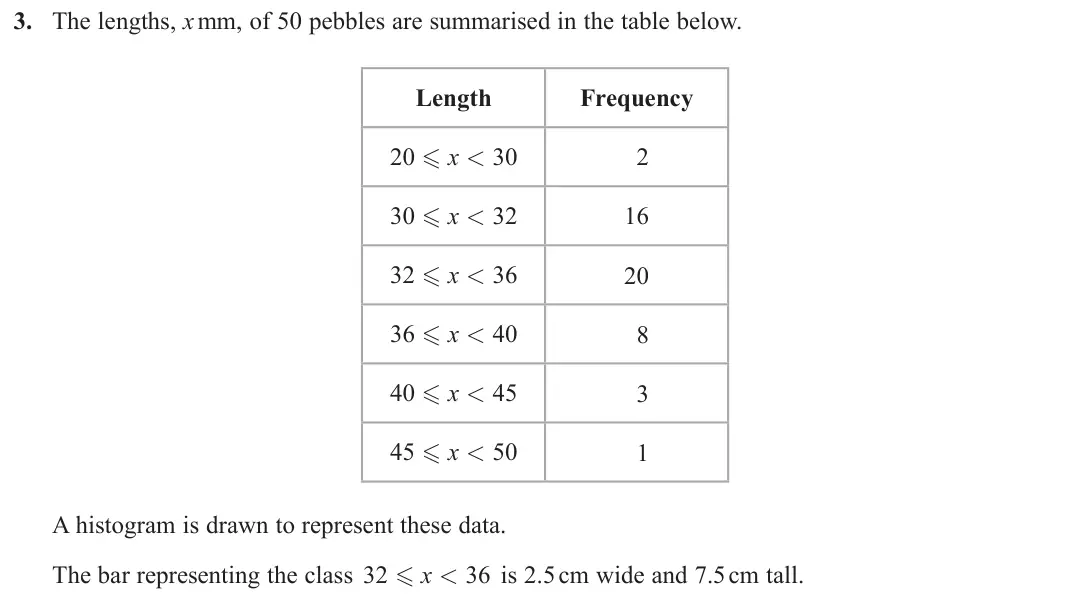 3. The lengths, x mm, of 50 pebbles are summarised in the table below.
Length Frequency
20 ⩽ x < 30 2
30 ⩽ x < 32 16
32 ⩽ x < 36 20
36 ⩽ x < 40 8
40 ⩽ x < 45 3
45 ⩽ x < 50 1
A histogram is drawn to represent these data.
The bar representing the class 32 ⩽ x < 36 is 2.5 cm wide and 7.5 cm tall.